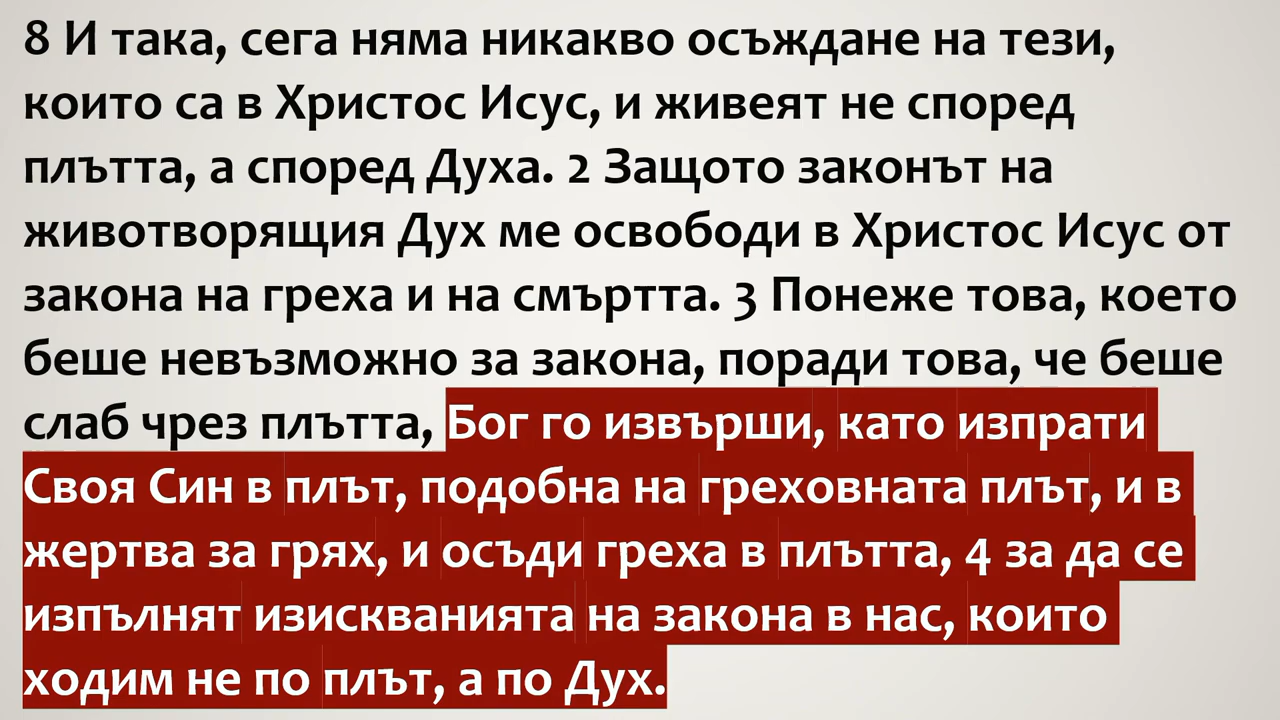 8 И така, сега няма никакво осъждане на тези,
които са в Христос Исус, и живеят не според
плътта, а според Духа. 2 Защото законът на
животворящия Дух ме освободи в Христос Исус от
закона на греха и на смъртта. 3 Понеже това, което
беше невъзможно за закона, поради това, че беше
слаб чрез плътта, Бог го извърши, като изпрати
Своя Син в плът, подобна на греховната плът, и в
жертва за грях, и осъди греха в плътта, 4 за да се
изпълнят изискванията на закона в нас, които
ходим не по плът, а по Дух.